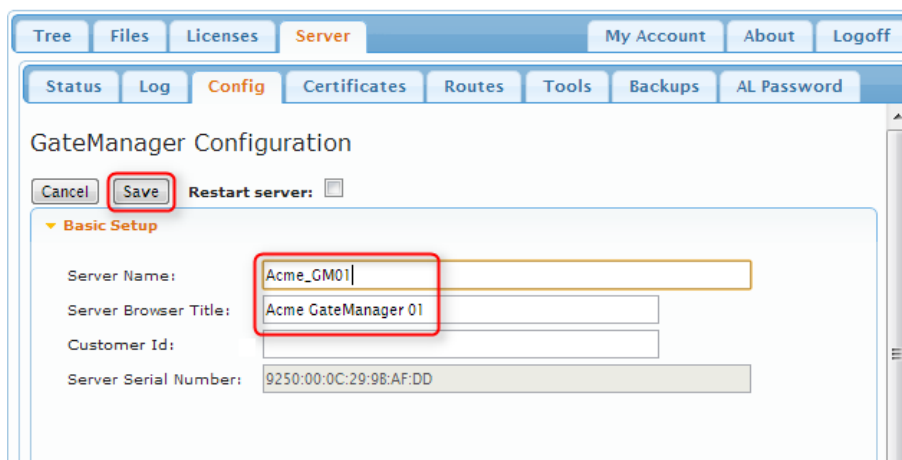 Tree Files Licenses Server My Account About Logoff
Status Log Config Certificates Routes Tools Backups AL Password
GateManager Configuration
Cancel Save Restart server:
Basic Setup
Server Name: Acme_GM01
Server Browser Title: Acme GateManager 01
Customer Id:
Server Serial Number: 9250:00:0C:29:9B:AF:DD